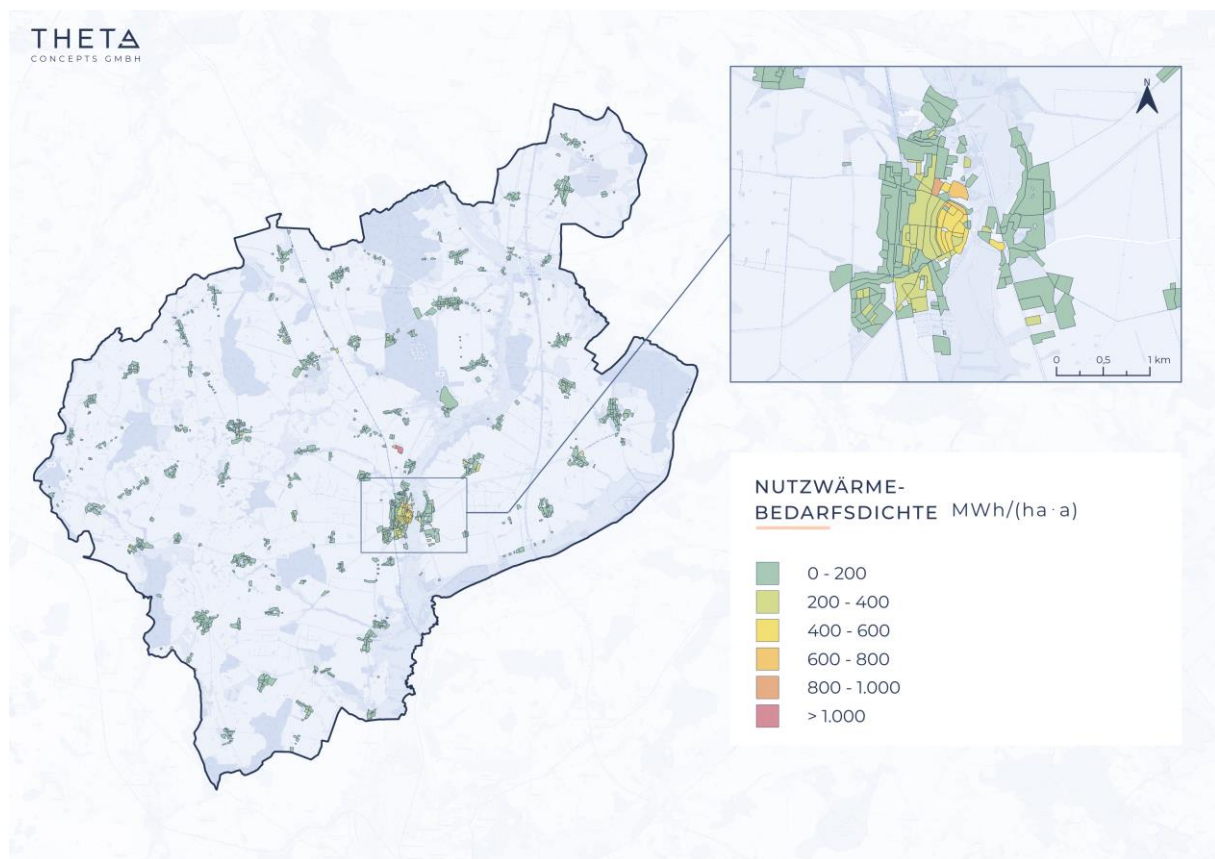 THETA
CONCEPTS GMBH
N
0 0,5 1 km
NUTZWÄRME-
BEDARFSDICHTE MWh/(ha·a)
0 - 200
200 - 400
400 - 600
600 - 800
800 - 1.000
> 1.000